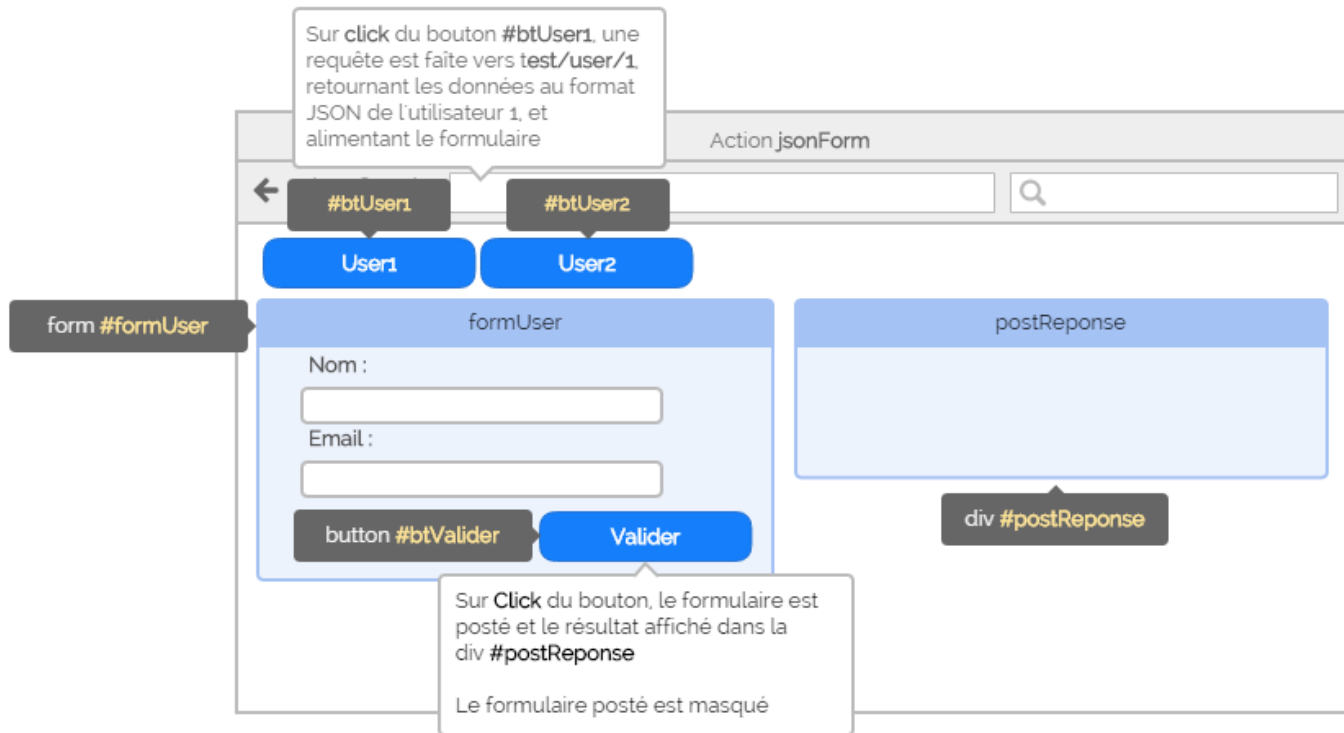 Sur click du bouton #btUser1, une
requête est faîte vers test/user/1,
retournant les données au format
JSON de l'utilisateur 1, et
alimentant le formulaire
Action jsonForm
#btUser1
#btUser2
User1
User2
form #formUser
formUser
postReponse
Nom :
Email :
button #btValider
Valider
div #postReponse
Sur Click du bouton, le formulaire est
posté et le résultat affiché dans la
div #postReponse
Le formulaire posté est masqué